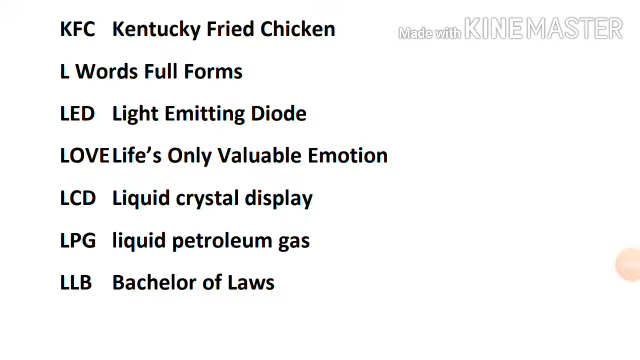 KFC Kentucky Fried Chicken
Made with KINEMASTER
L Words Full Forms
LED Light Emitting Diode
LOVE Life's Only Valuable Emotion
LCD Liquid crystal display
LPG liquid petroleum gas
LLB Bachelor of Laws